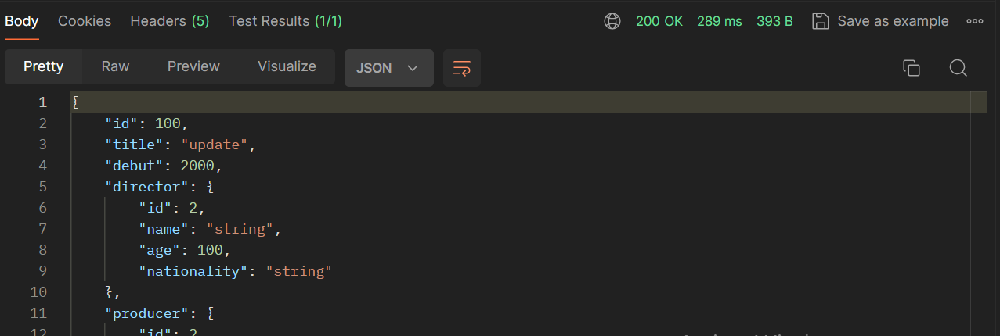 Body Cookies Headers (5) Test Results (1/1) 200 OK 289 ms 393 B Save as example
Pretty Raw Preview Visualize JSON
1 {
2 "id": 100,
3 "title": "update",
4 "debut": 2000,
5 "director": {
6 "id": 2,
7 "name": "string",
8 "age": 100,
9 "nationality": "string"
10 },
11 "producer": {
12 "id": 2